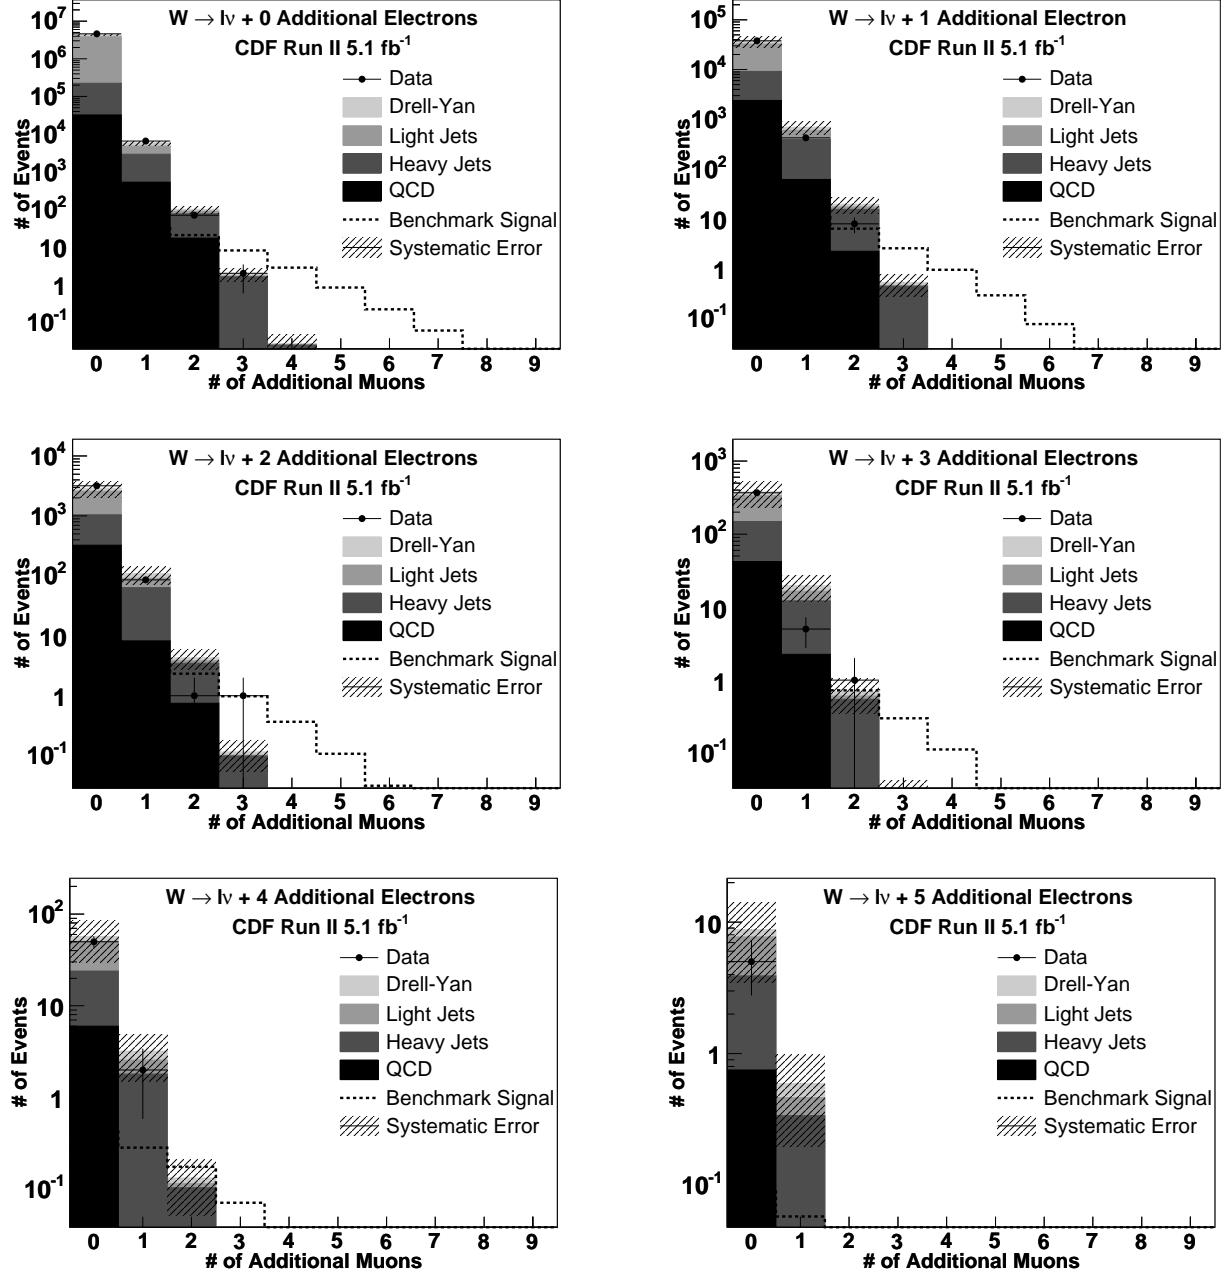 W → lν + 0 Additional Electrons
CDF Run II 5.1 fb-1
Data
Drell-Yan
Light Jets
Heavy Jets
QCD
Benchmark Signal
Systematic Error
# of Events
10^7
10^6
10^5
10^4
10^3
10^2
10
1
10^-1
0 1 2 3 4 5 6 7 8 9
# of Additional Muons
W → lν + 1 Additional Electron
CDF Run II 5.1 fb-1
Data
Drell-Yan
Light Jets
Heavy Jets
QCD
Benchmark Signal
Systematic Error
# of Events
10^5
10^4
10^3
10^2
10
1
10^-1
0 1 2 3 4 5 6 7 8 9
# of Additional Muons
W → lν + 2 Additional Electrons
CDF Run II 5.1 fb-1
Data
Drell-Yan
Light Jets
Heavy Jets
QCD
Benchmark Signal
Systematic Error
# of Events
10^4
10^3
10^2
10
1
10^-1
0 1 2 3 4 5 6 7 8 9
# of Additional Muons
W → lν + 3 Additional Electrons
CDF Run II 5.1 fb-1
Data
Drell-Yan
Light Jets
Heavy Jets
QCD
Benchmark Signal
Systematic Error
# of Events
10^3
10^2
10
1
10^-1
0 1 2 3 4 5 6 7 8 9
# of Additional Muons
W → lν + 4 Additional Electrons
CDF Run II 5.1 fb-1
Data
Drell-Yan
Light Jets
Heavy Jets
QCD
Benchmark Signal
Systematic Error
# of Events
10^2
10
1
10^-1
0 1 2 3 4 5 6 7 8 9
# of Additional Muons
W → lν + 5 Additional Electrons
CDF Run II 5.1 fb-1
Data
Drell-Yan
Light Jets
Heavy Jets
QCD
Benchmark Signal
Systematic Error
# of Events
10
1
10^-1
0 1 2 3 4 5 6 7 8 9
# of Additional Muons